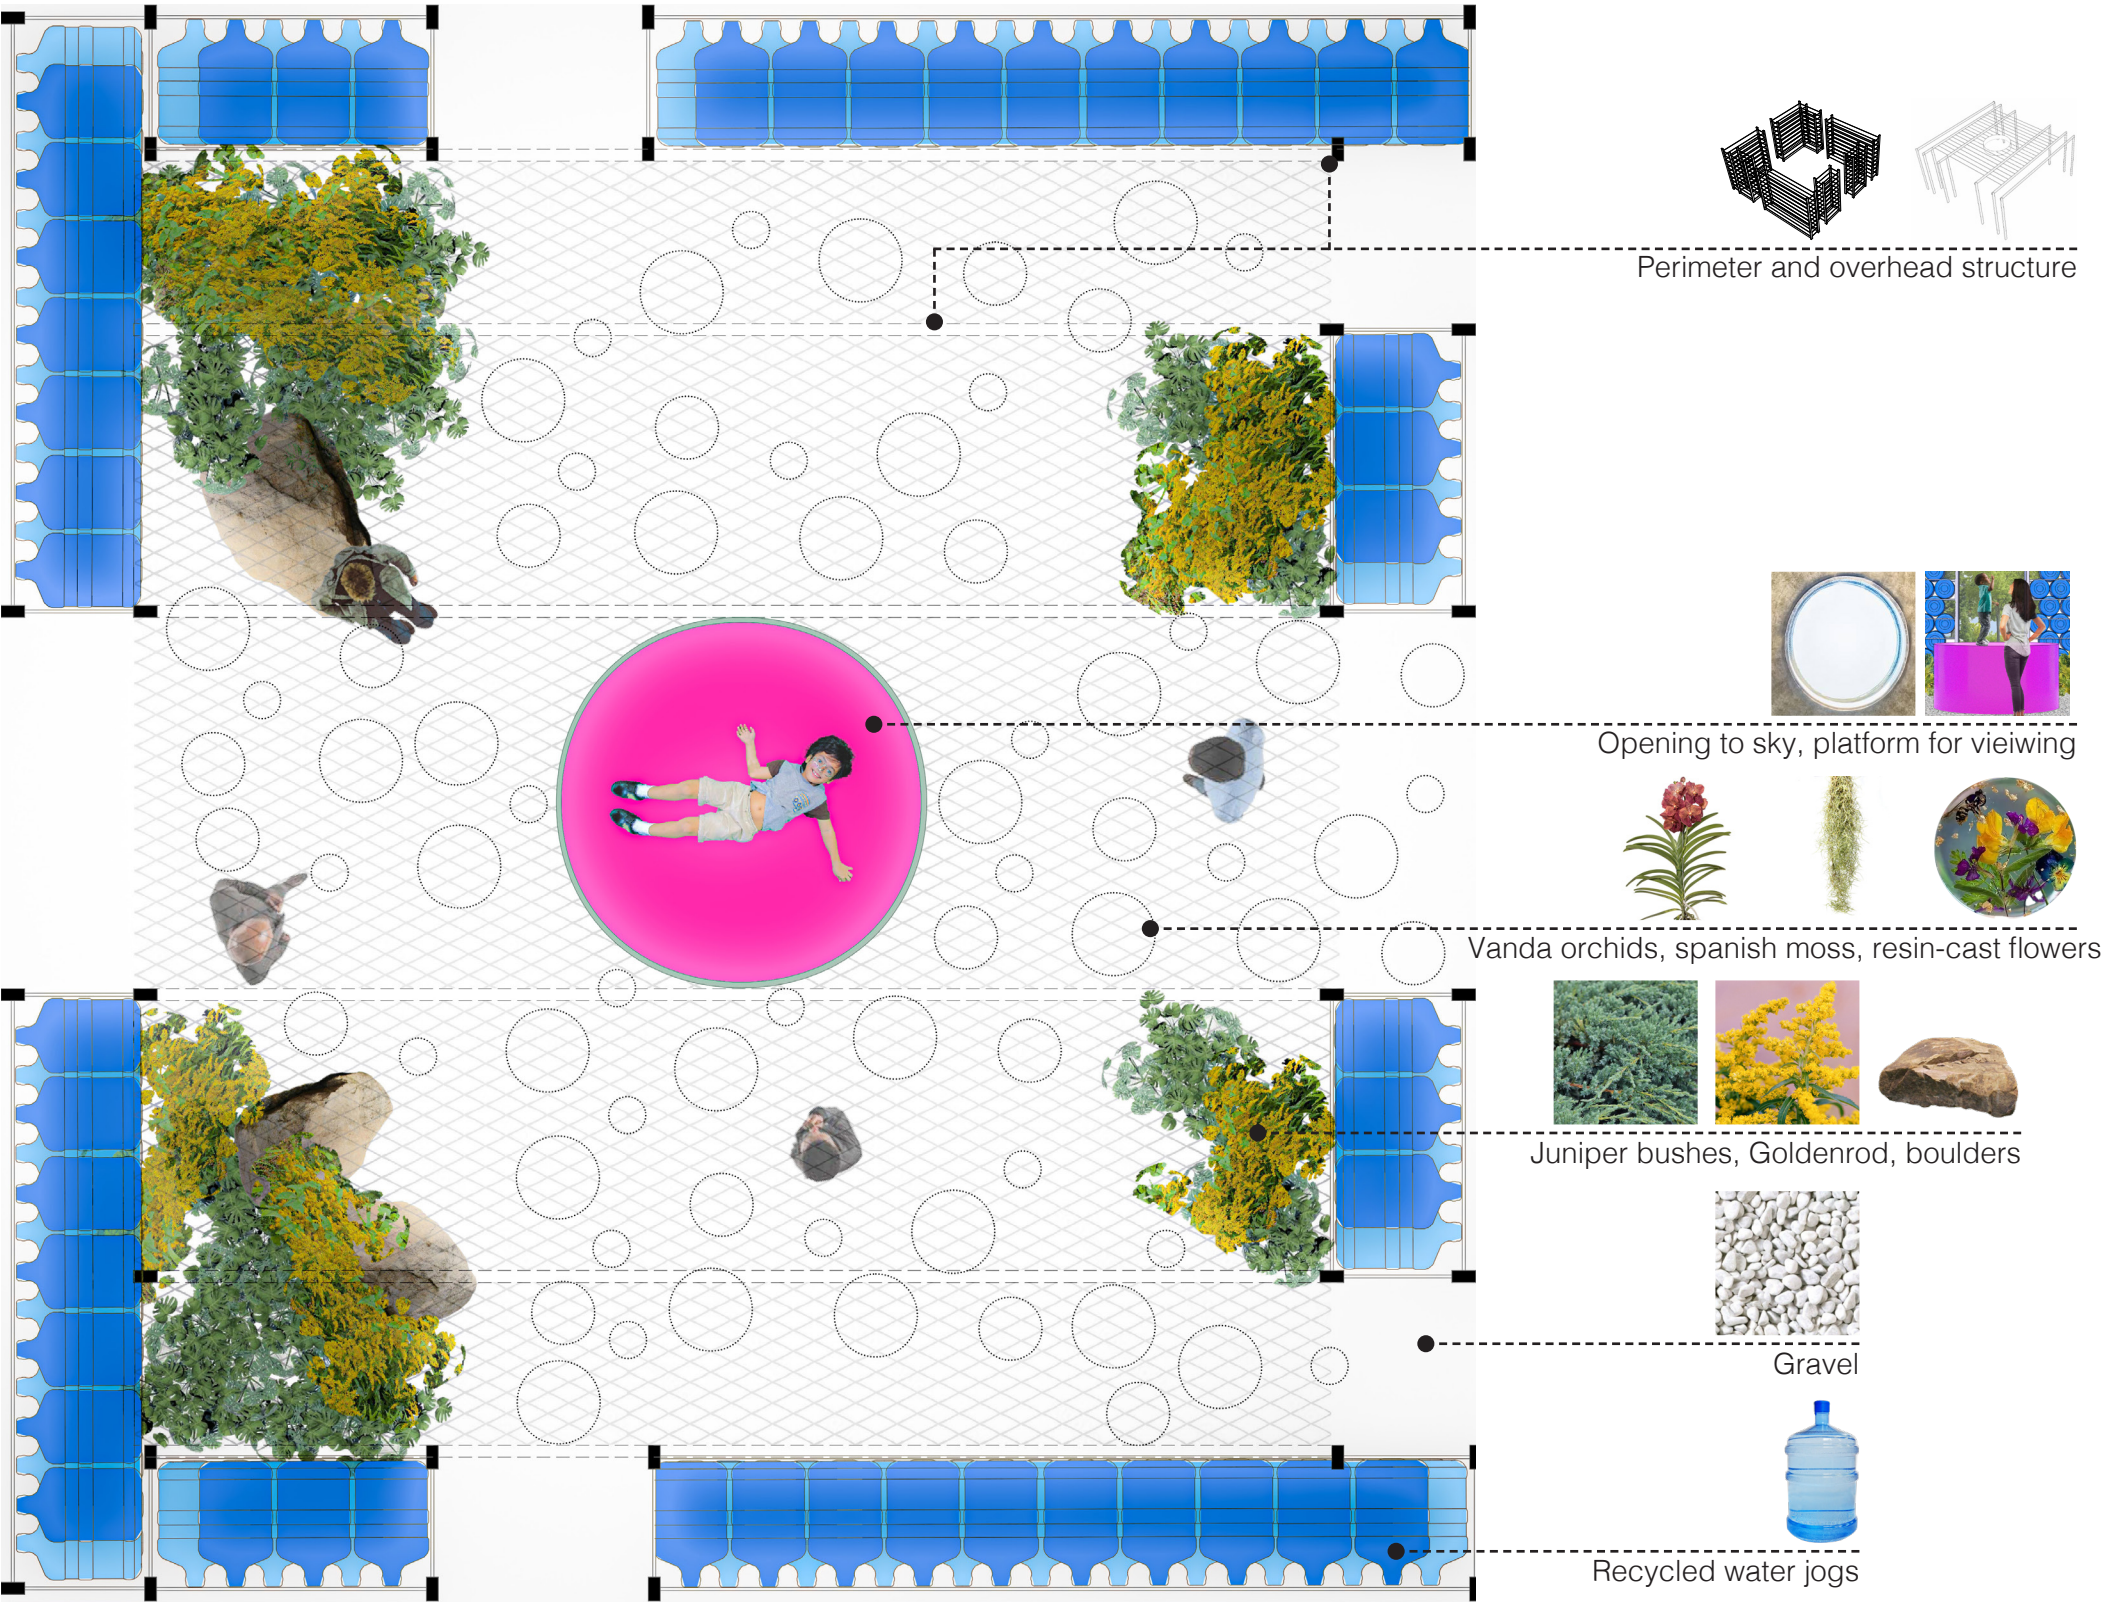 Perimeter and overhead structure
Opening to sky, platform for vieiwing
Vanda orchids, spanish moss, resin-cast flowers
Juniper bushes, Goldenrod, boulders
Gravel
Recycled water jogs